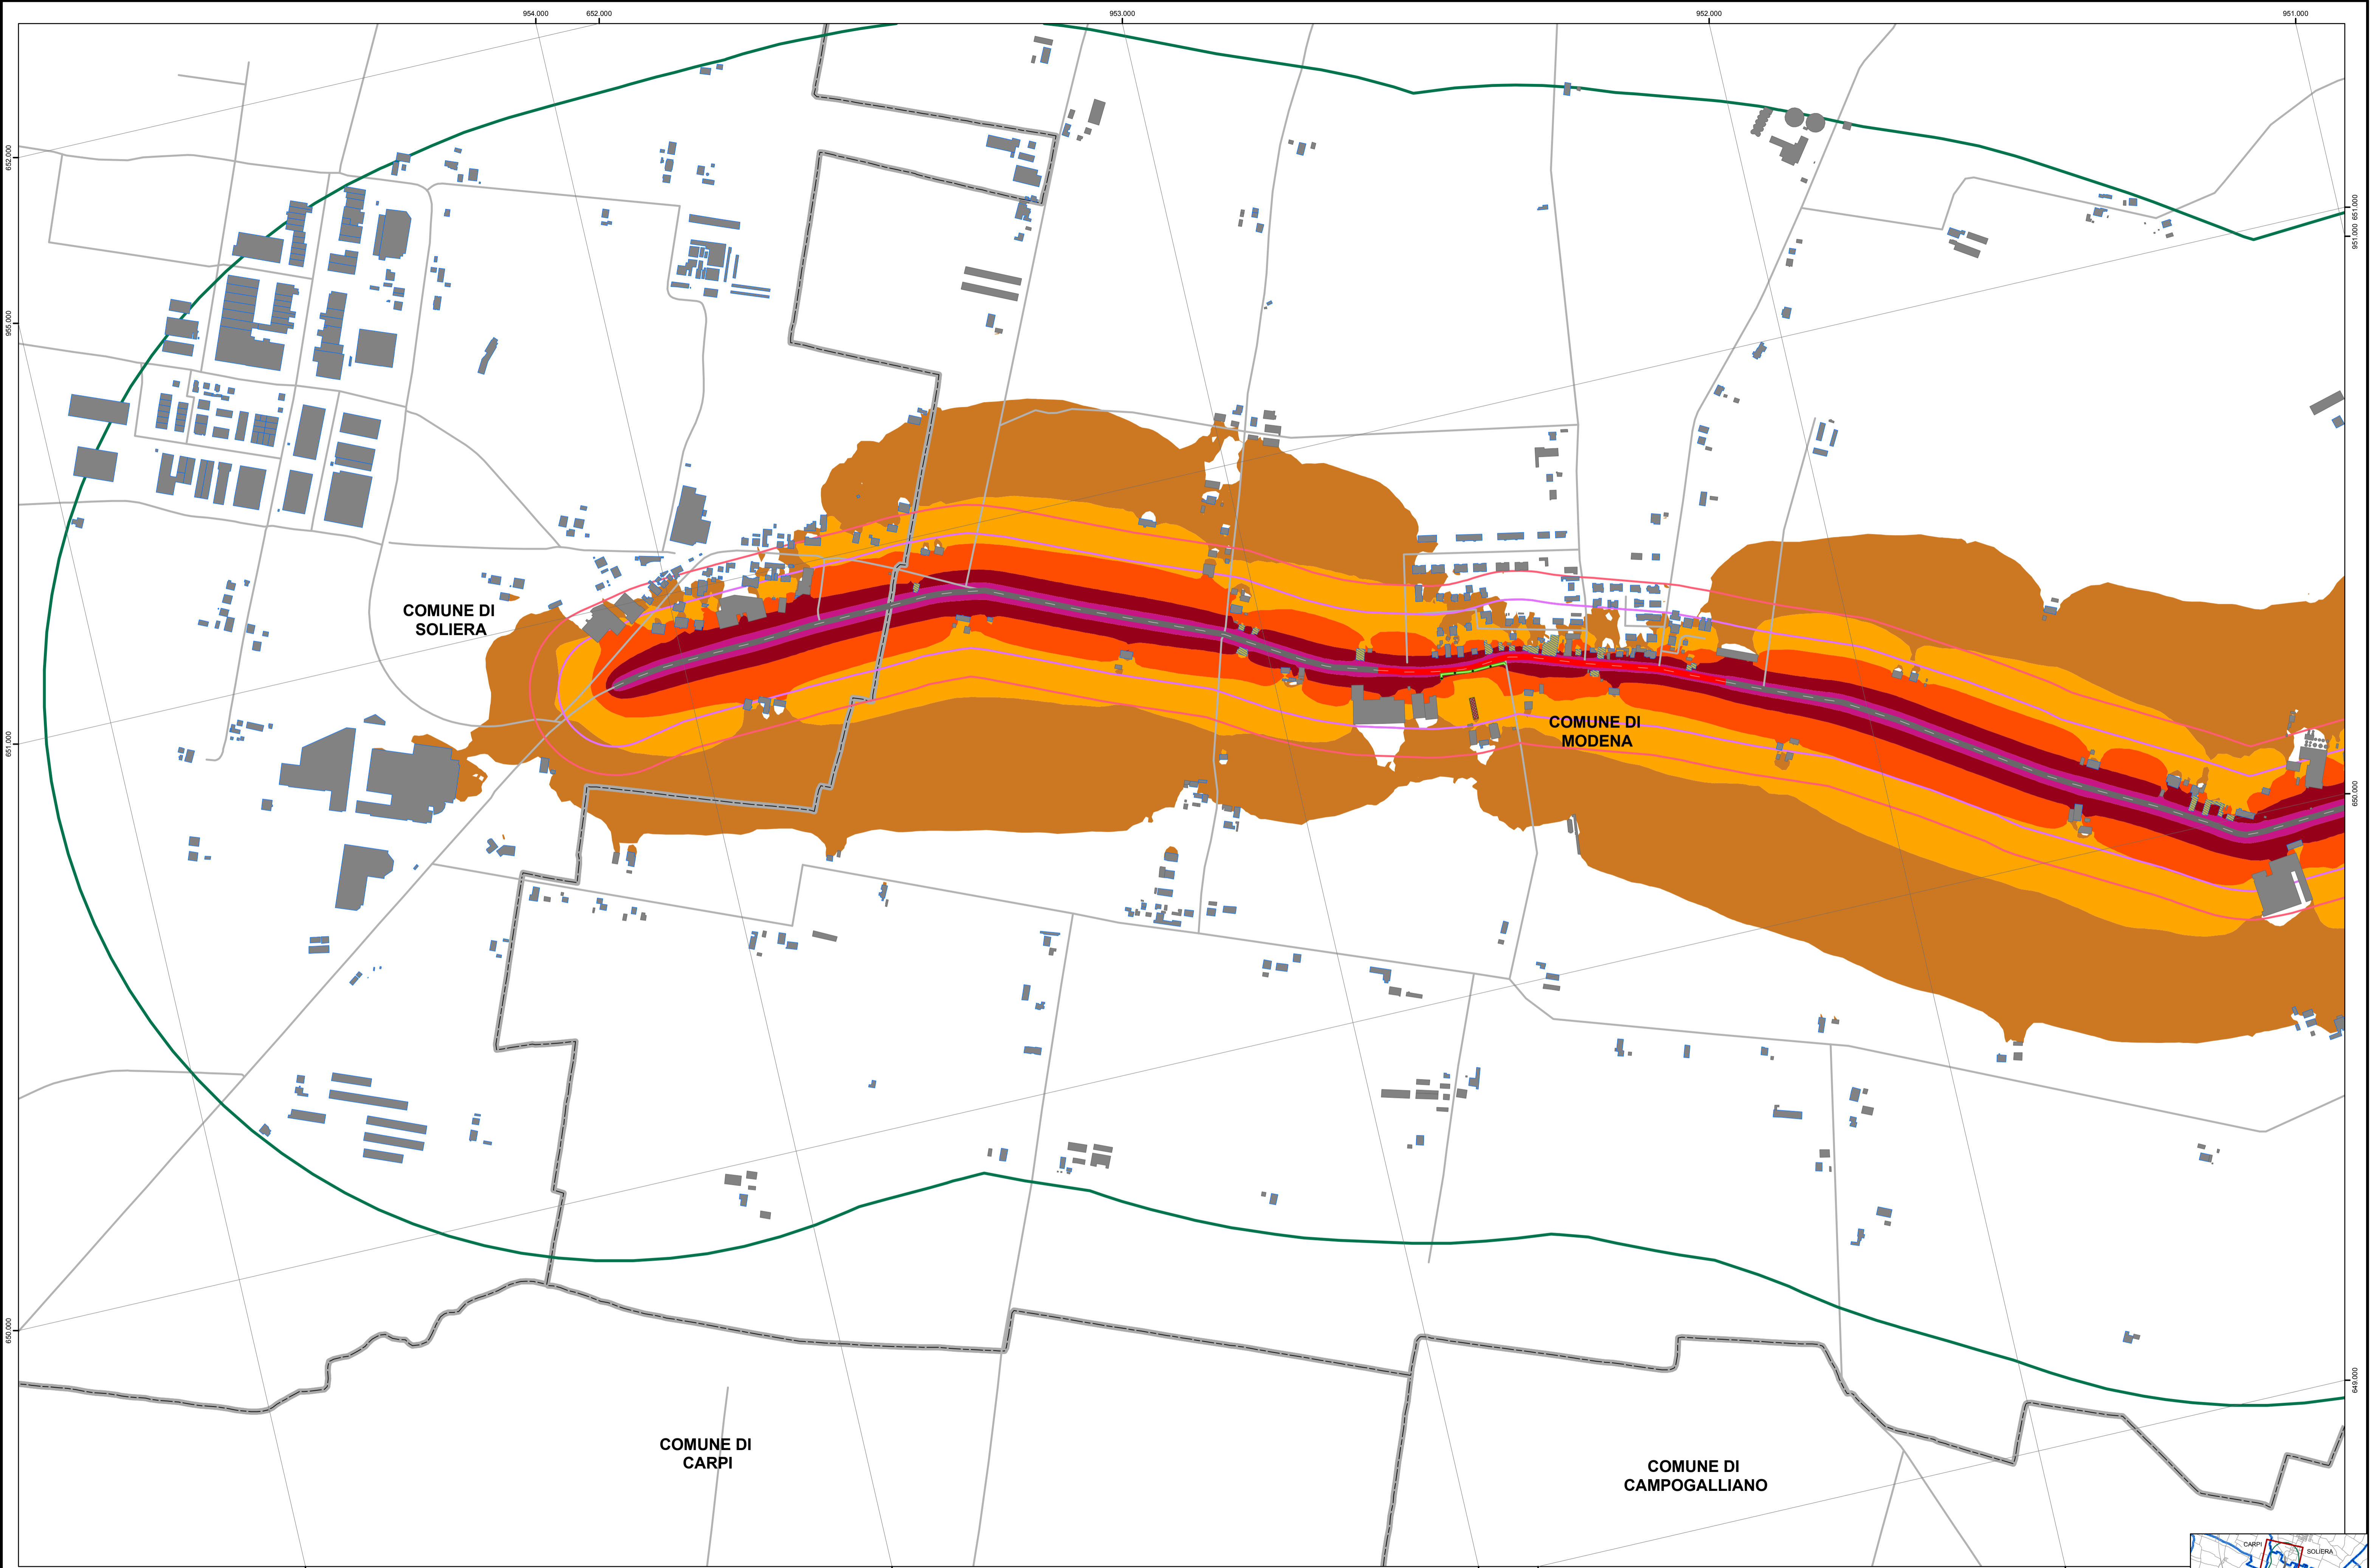 954.000 652.000 953.000 952.000 951.000
652.000
651.000
951.000
955.000
COMUNE DI
SOLIERA
COMUNE DI
MODENA
651.000
650.000
650.000
649.000
COMUNE DI
CARPI
COMUNE DI
CAMPOGALLIANO
CARPI
SOLIERA